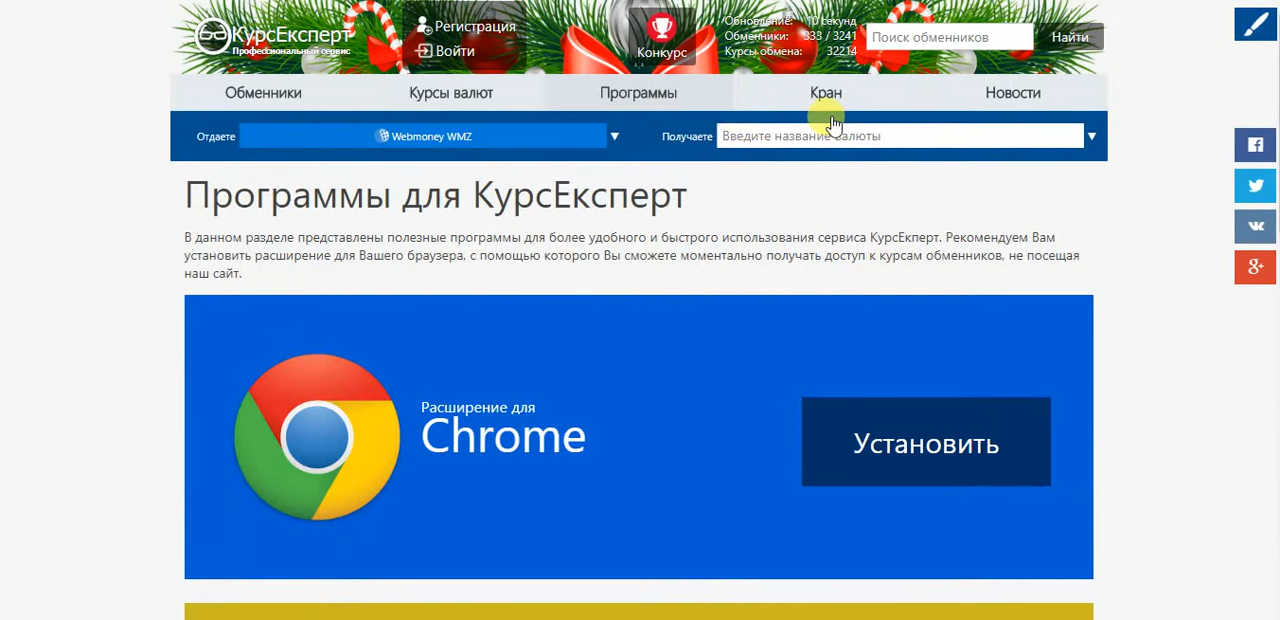 КурсЕксперт
Профессиональный сервис
Регистрация
Войти
Конкурс
Обновление: 10 секунд
Обменники: 333 / 3241
Курсы обмена: 32214
Поиск обменников
Найти
Обменники
Курсы валют
Программы
Кран
Новости
Отдаете
Webmoney WMZ
Получаете
Введите название валюты
Программы для КурсЕксперт
В данном разделе представлены полезные программы для более удобного и быстрого использования сервиса КурсЕкперт. Рекомендуем Вам
установить расширение для Вашего браузера, с помощью которого Вы сможете моментально получать доступ к курсам обменников, не посещая
наш сайт.
Расширение для
Chrome
Установить